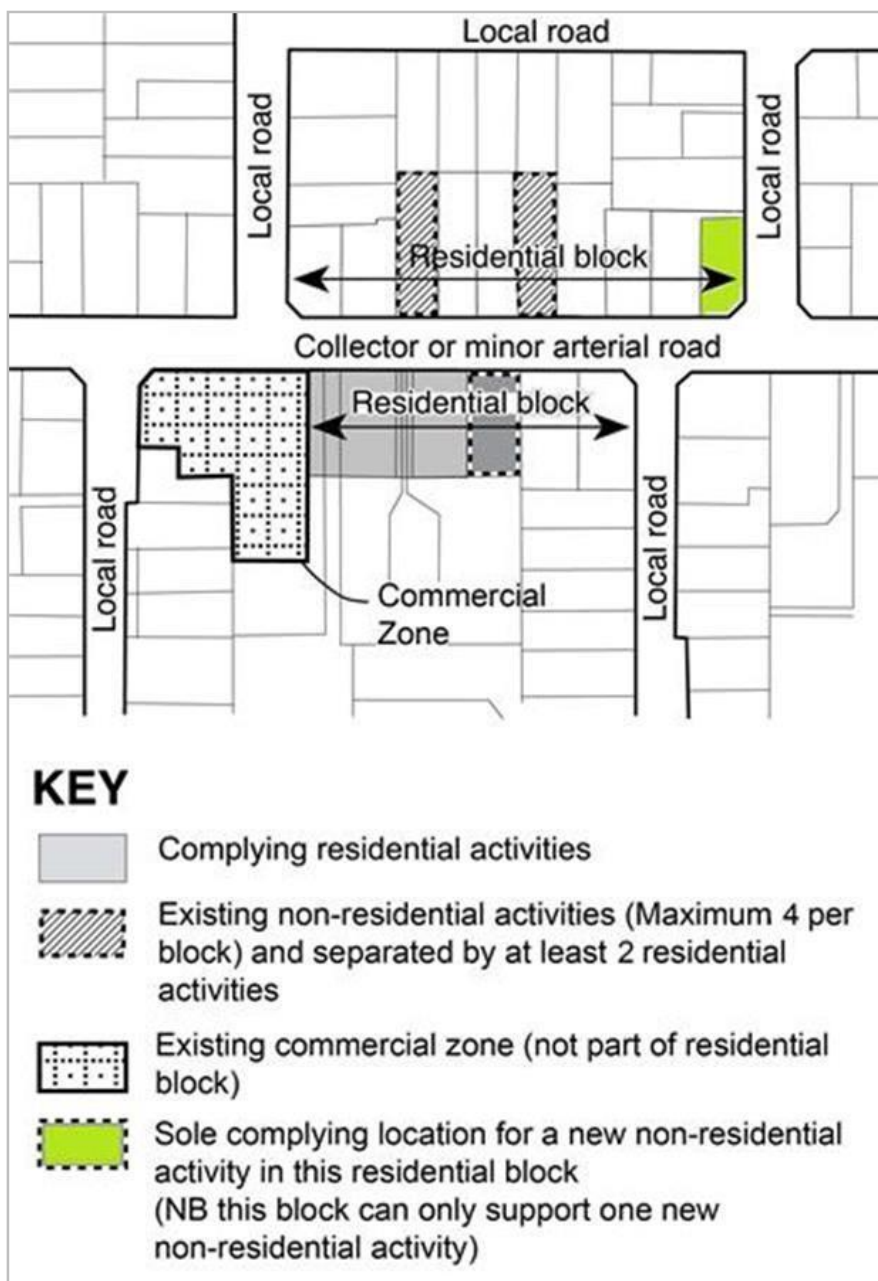 Local road
Local road
Local road
Residential block
Collector or minor arterial road
Residential block
Local road
Local road
Commercial
Zone
KEY
Complying residential activities
Existing non-residential activities (Maximum 4 per
block) and separated by at least 2 residential
activities
Existing commercial zone (not part of residential
block)
Sole complying location for a new non-residential
activity in this residential block
(NB this block can only support one new
non-residential activity)